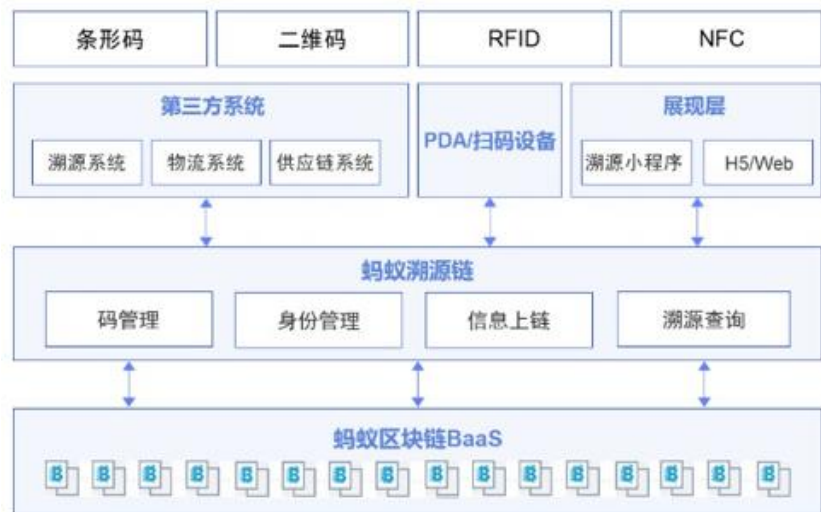 条形码 二维码 RFID NFC
第三方系统
溯源系统 物流系统 供应链系统
PDA/扫码设备
展现层
溯源小程序 H5/Web
蚂蚁溯源链
码管理 身份管理 信息上链 溯源查询
蚂蚁区块链BaaS
B B B B B B B B B B B B B B B B